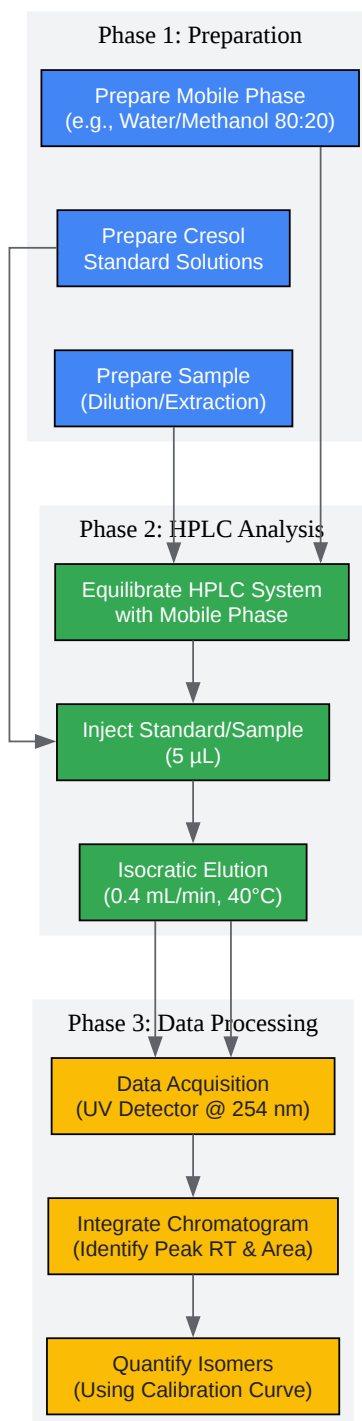 Phase 1: Preparation
Prepare Mobile Phase
(e.g., Water/Methanol 80:20)
Prepare Cresol
Standard Solutions
Prepare Sample
(Dilution/Extraction)
Phase 2: HPLC Analysis
Equilibrate HPLC System
with Mobile Phase
Inject Standard/Sample
(5 µL)
Isocratic Elution
(0.4 mL/min, 40°C)
Phase 3: Data Processing
Data Acquisition
(UV Detector @ 254 nm)
Integrate Chromatogram
(Identify Peak RT & Area)
Quantify Isomers
(Using Calibration Curve)